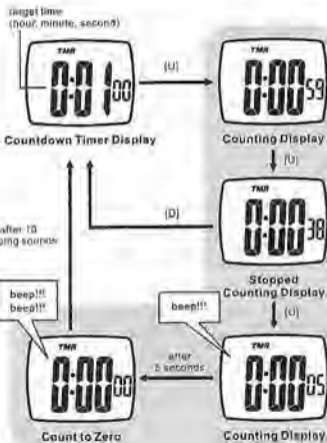 target time
(hour, minute, second)
TMR
0:01 00
(U)
TMR
0:00 59
Countdown Timer Display
Counting Display
(U)
TMR
0:00 38
(D)
Stopped
Counting Display
(U)
after 10
sounds
beep!!!
beep!!!
beep!!!
TMR
0:00 00
after
5 seconds
TMR
0:00 05
Count to Zero
Counting Display